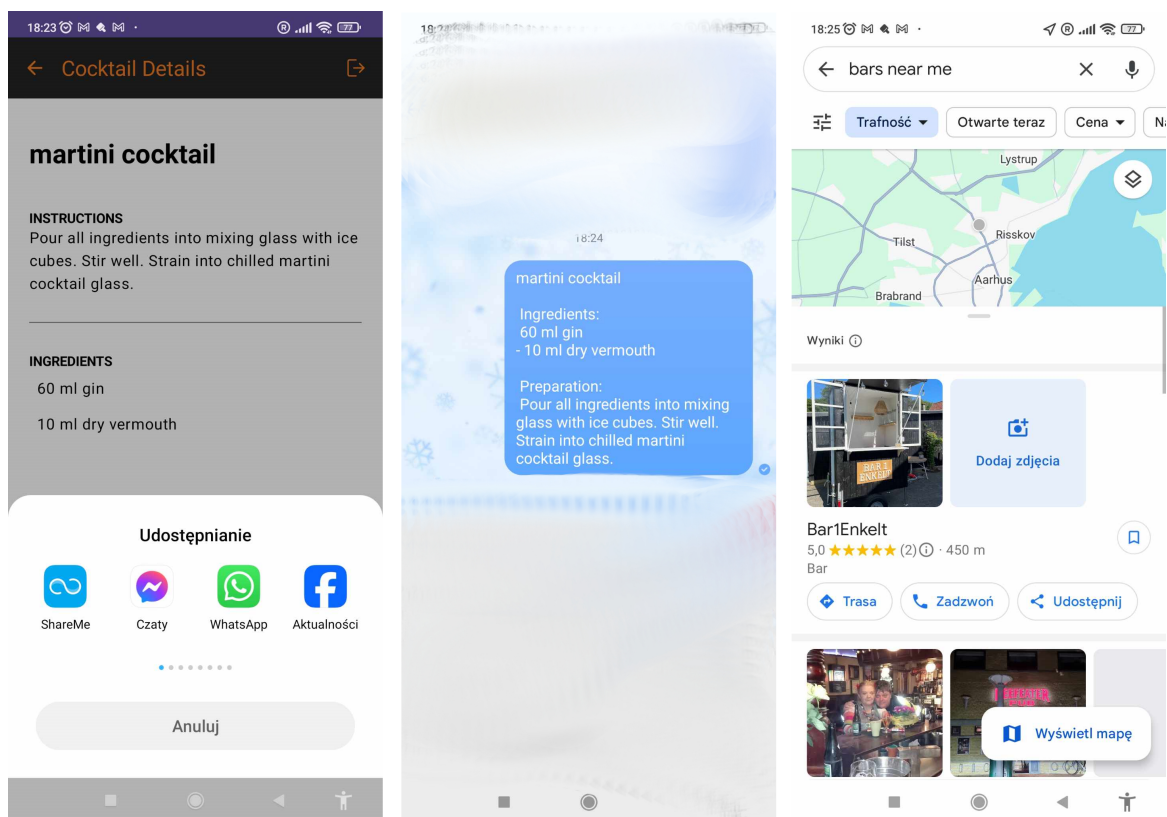 18:23
77
Cocktail Details
martini cocktail
INSTRUCTIONS
Pour all ingredients into mixing glass with ice
cubes. Stir well. Strain into chilled martini
cocktail glass.
INGREDIENTS
60 ml gin
10 ml dry vermouth
Udostępnianie
ShareMe
Czaty
WhatsApp
Aktualności
Anuluj
18:24
martini cocktail
Ingredients:
60 ml gin
- 10 ml dry vermouth
Preparation:
Pour all ingredients into mixing
glass with ice cubes. Stir well.
Strain into chilled martini
cocktail glass.
18:25
77
bars near me
Trafność
Otwarte teraz
Cena
Na
Lystrup
Tilst
Risskov
Aarhus
Brabrand
Wyniki
BAR 1
ENKELT
Dodaj zdjęcia
Bar1Enkelt
5,0 (2) · 450 m
Bar
Trasa
Zadzwoń
Udostępnij
Wyświetl mapę